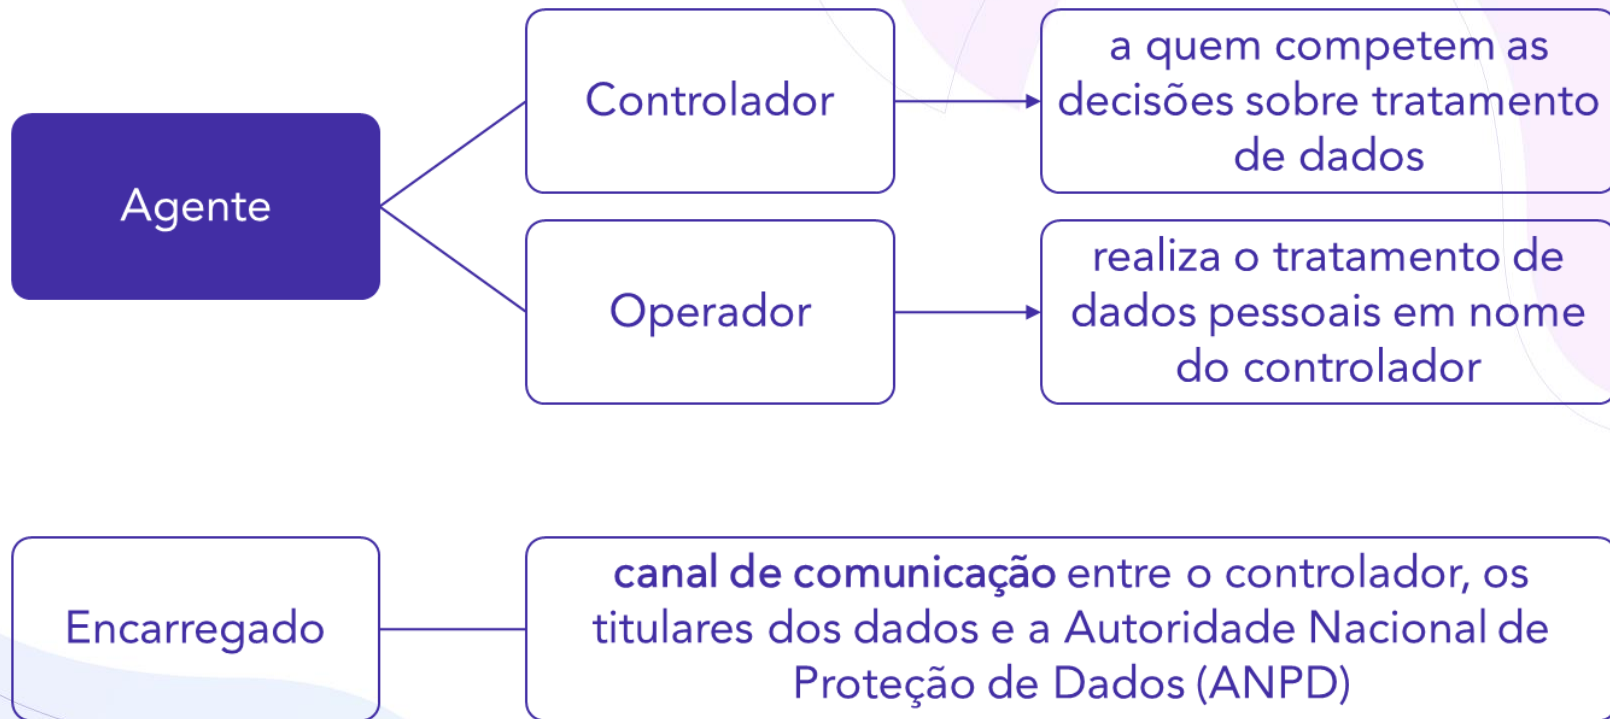 Agente
Controlador
a quem competem as
decisões sobre tratamento
de dados
Operador
realiza o tratamento de
dados pessoais em nome
do controlador
Encarregado
canal de comunicação entre o controlador, os
titulares dos dados e a Autoridade Nacional de
Proteção de Dados (ANPD)